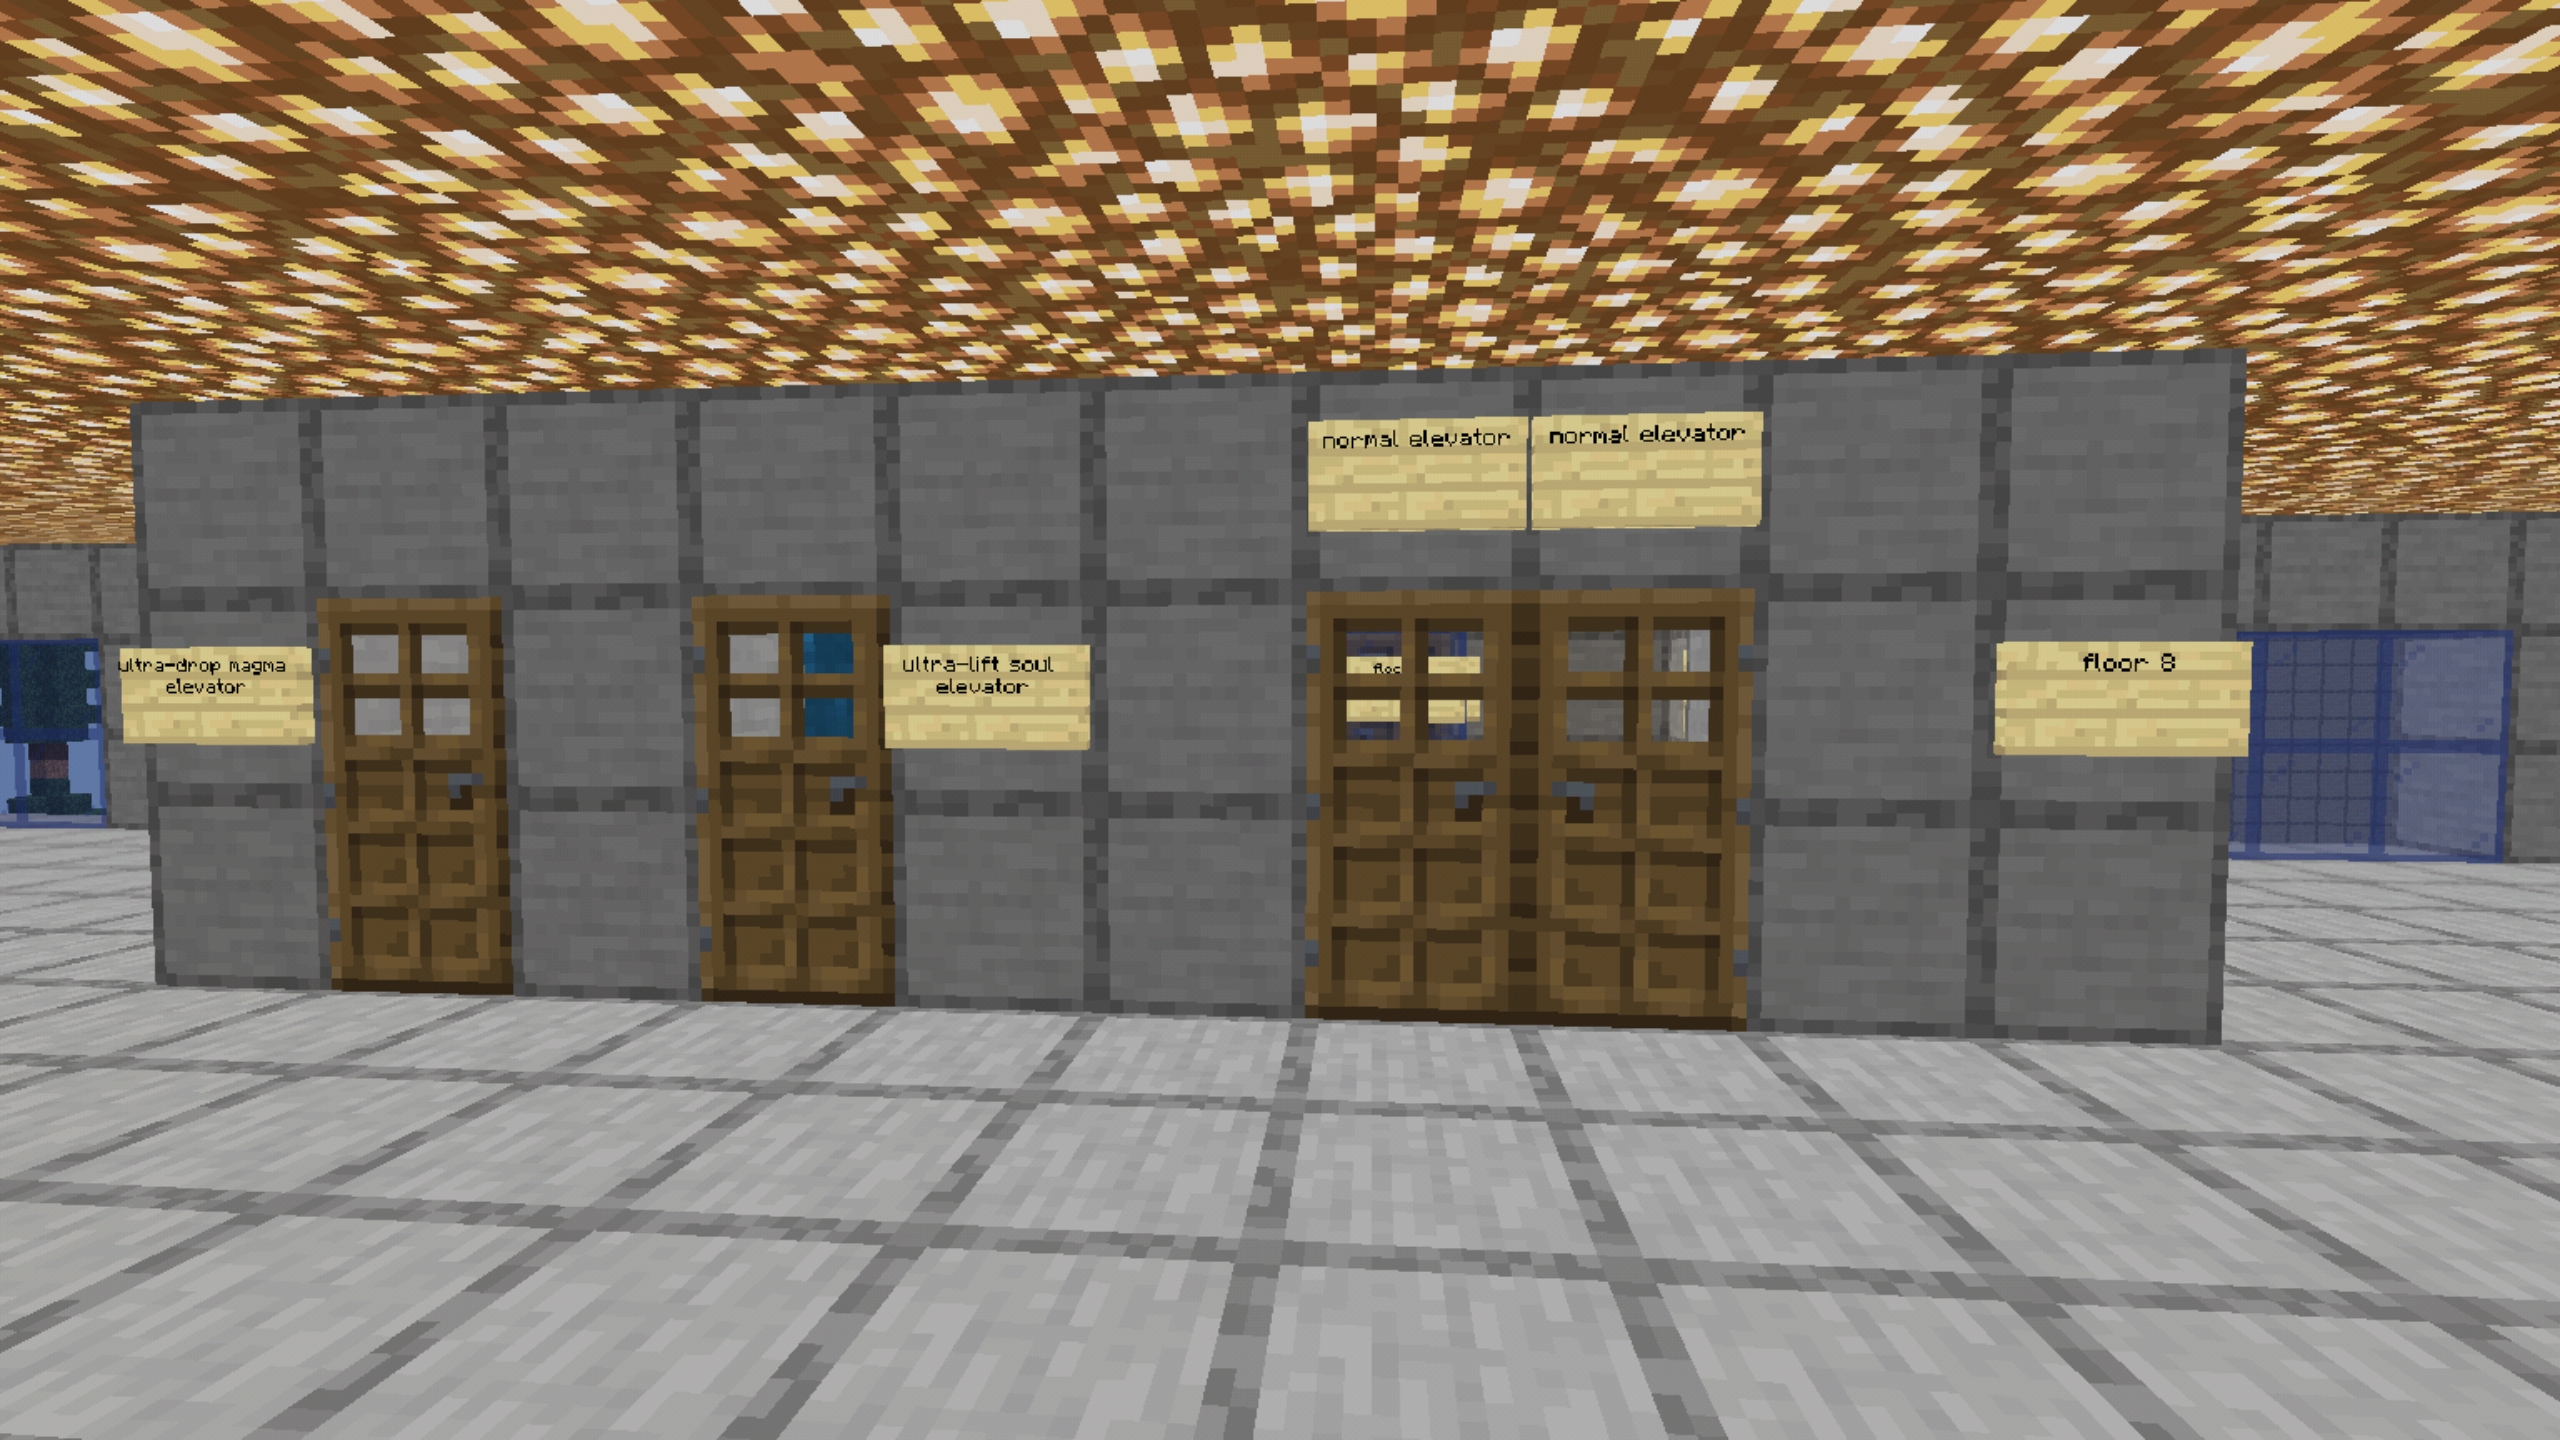 normal elevator
normal elevator
ultra-drop magma
elevator
ultra-lift soul
elevator
floor 8